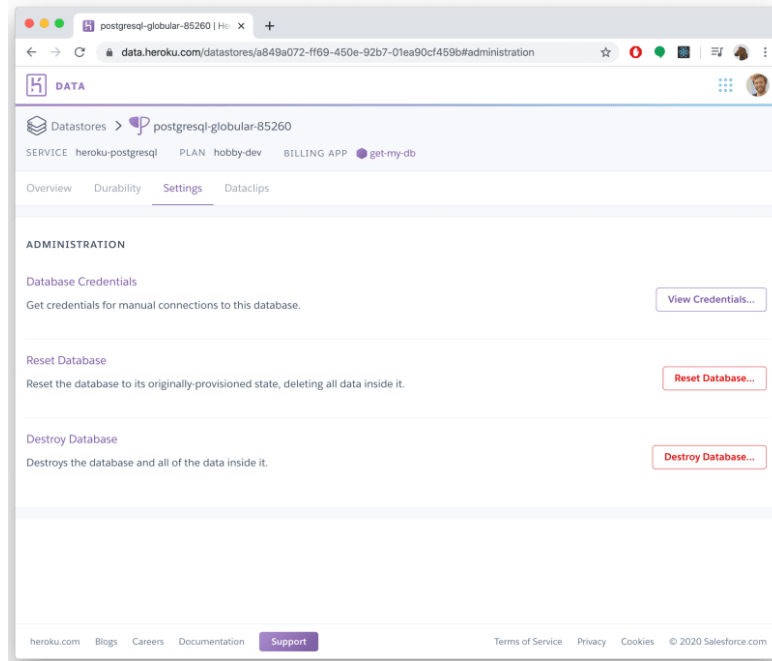 postgresql-globular-85260 | He
data.heroku.com/datastores/a849a072-ff69-450e-92b7-01ea90cf459b#administration
DATA
Datastores > postgresql-globular-85260
SERVICE heroku-postgresql PLAN hobby-dev BILLING APP get-my-db
Overview Durability Settings Dataclips
ADMINISTRATION
Database Credentials
Get credentials for manual connections to this database.
View Credentials...
Reset Database
Reset the database to its originally-provisioned state, deleting all data inside it.
Reset Database...
Destroy Database
Destroys the database and all of the data inside it.
Destroy Database...
heroku.com Blogs Careers Documentation Support Terms of Service Privacy Cookies © 2020 Salesforce.com